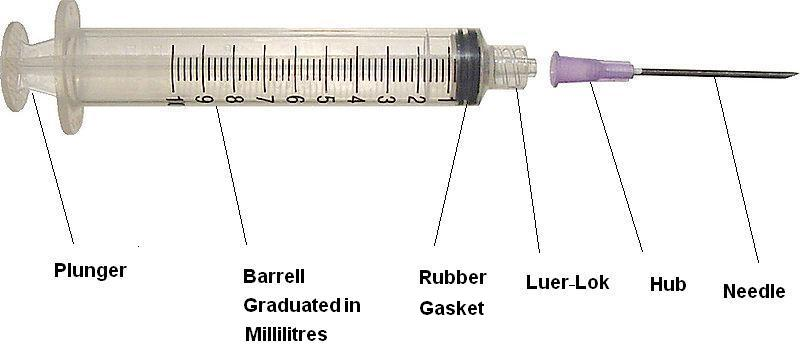 10 9 8 7 6 5 4 3 2 1
Plunger
Barrell
Graduated in
Millilitres
Rubber
Gasket
Luer-Lok
Hub
Needle